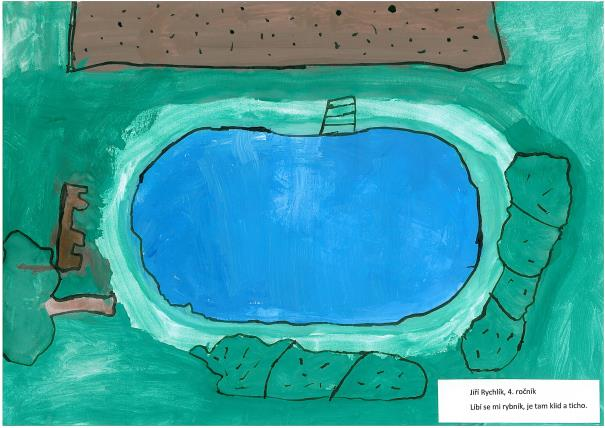 Jiří Rychlík, 4. ročník
Líbí se mi rybník, je tam klid a ticho.